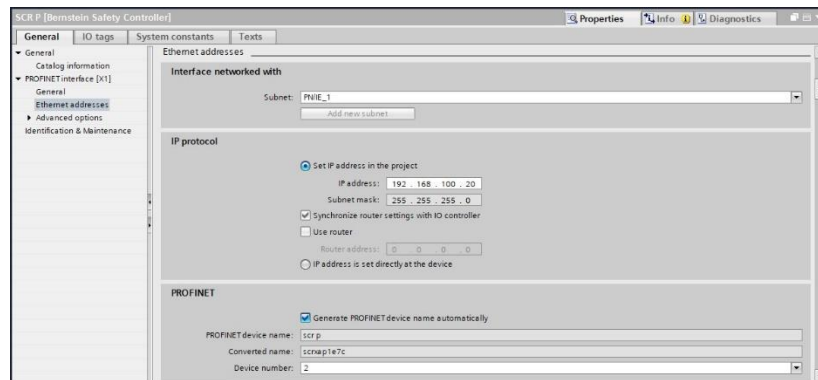 SCR P [Bernstein Safety Controller]
Properties Info Diagnostics
General IO tags System constants Texts
General
Catalog information
PROFINET interface [X1]
General
Ethernet addresses
Advanced options
Identification & Maintenance
Ethernet addresses
Interface networked with
Subnet: PN/IE_1
Add new subnet
IP protocol
Set IP address in the project
IP address: 192 . 168 . 100 . 20
Subnet mask: 255 . 255 . 255 . 0
Synchronize router settings with IO controller
Use router
Router address: 0 . 0 . 0 . 0
IP address is set directly at the device
PROFINET
Generate PROFINET device name automatically
PROFINET device name: scr p
Converted name: scrxap1e7c
Device number: 2